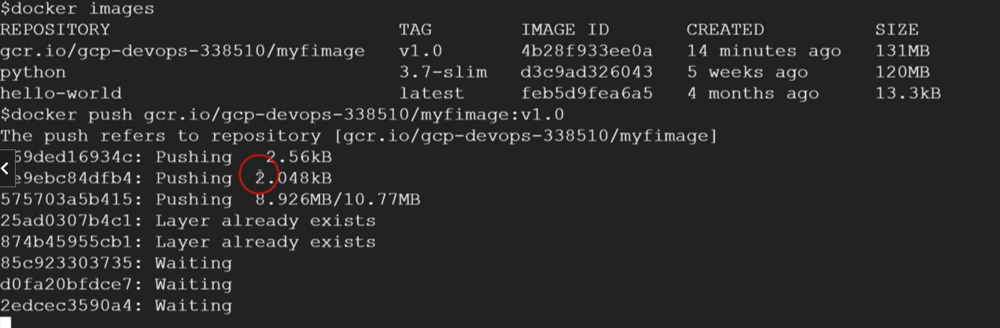 $docker images
REPOSITORY TAG IMAGE ID CREATED SIZE
gcr.io/gcp-devops-338510/myfimage v1.0 4b28f933ee0a 14 minutes ago 131MB
python 3.7-slim d3c9ad326043 5 weeks ago 120MB
hello-world latest feb5d9fea6a5 4 months ago 13.3kB
$docker push gcr.io/gcp-devops-338510/myfimage:v1.0
The push refers to repository [gcr.io/gcp-devops-338510/myfimage]
69ded16934c: Pushing 2.56kB
e9ebc84dfb4: Pushing 2.048kB
575703a5b415: Pushing 8.926MB/10.77MB
25ad0307b4c1: Layer already exists
874b45955cb1: Layer already exists
85c923303735: Waiting
d0fa20bfdce7: Waiting
2edcec3590a4: Waiting